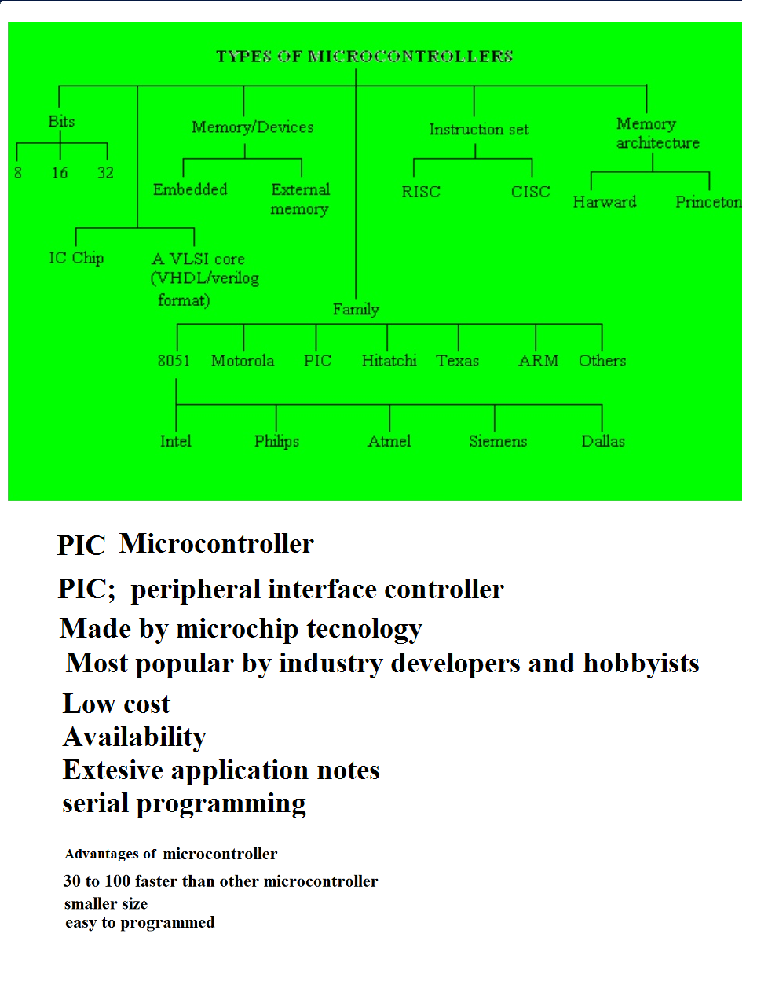 TYPES OF MICROCONTROLLERS
Bits
Memory/Devices
Instruction set
Memory
architecture
8 16 32
Embedded
External
memory
RISC CISC
Harward Princeton
IC Chip
A VLSI core
(VHDL/verilog
format)
Family
8051 Motorola PIC Hitatchi Texas ARM Others
Intel Philips Atmel Siemens Dallas
PIC Microcontroller
PIC; peripheral interface controller
Made by microchip tecnology
Most popular by industry developers and hobbyists
Low cost
Availability
Extesive application notes
serial programming
Advantages of microcontroller
30 to 100 faster than other microcontroller
smaller size
easy to programmed